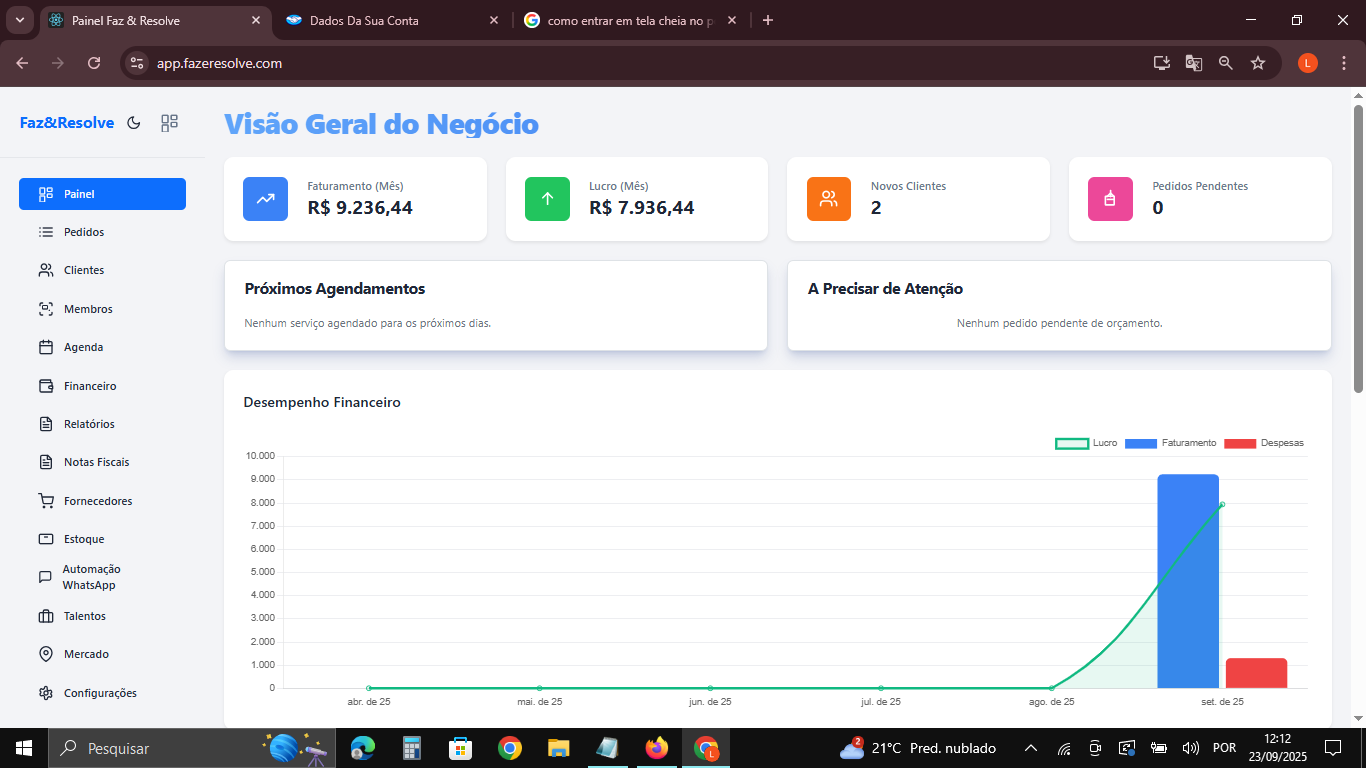 Painel Faz & Resolve
Dados Da Sua Conta
como entrar em tela cheia no p
app.fazeresolve.com
L
Faz&Resolve
Painel
Pedidos
Clientes
Membros
Agenda
Financeiro
Relatórios
Notas Fiscais
Fornecedores
Estoque
Automação
WhatsApp
Talentos
Mercado
Configurações
Visão Geral do Negócio
Faturamento (Mês)
R$ 9.236,44
Lucro (Mês)
R$ 7.936,44
Novos Clientes
2
Pedidos Pendentes
0
Próximos Agendamentos
Nenhum serviço agendado para os próximos dias.
A Precisar de Atenção
Nenhum pedido pendente de orçamento.
Desempenho Financeiro
Lucro Faturamento Despesas
10.000
9.000
8.000
7.000
6.000
5.000
4.000
3.000
2.000
1.000
0
abr. de 25 mai. de 25 jun. de 25 jul. de 25 ago. de 25 set. de 25
Pesquisar
L
2
21°C Pred. nublado
POR
12:12
23/09/2025